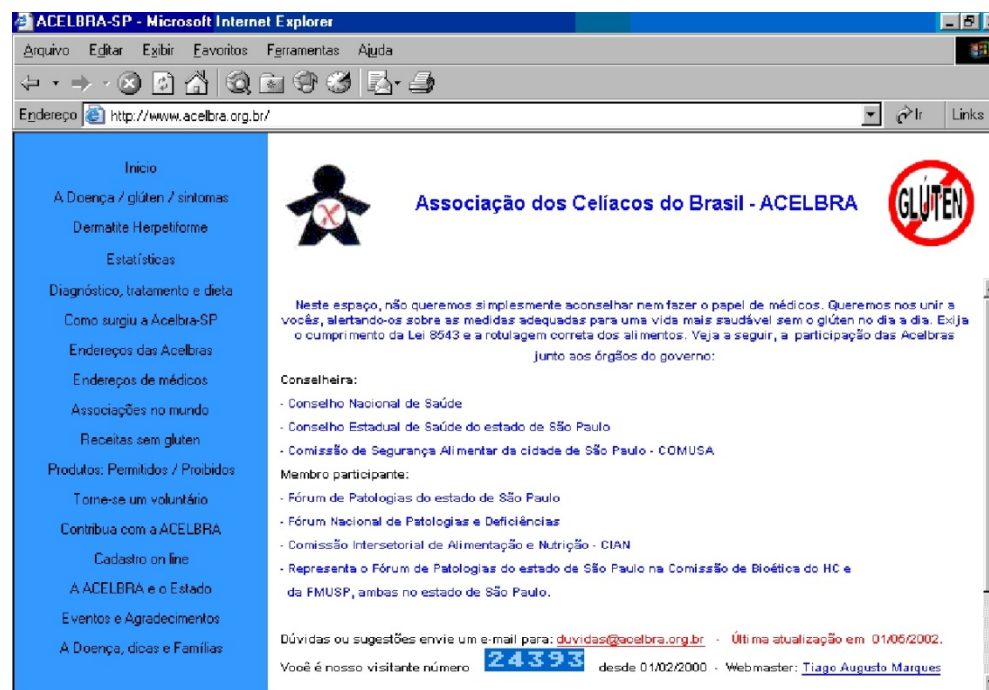 ACELBRA-SP - Microsoft Internet Explorer
Arquivo Editar Exibir Favoritos Ferramentas Ajuda
Endereço http://www.acelbra.org.br/ Ir Links
Inicio
A Doença / glúten / sintomas
Dermatite Herpetiforme
Estatísticas
Diagnóstico, tratamento e dieta
Como surgiu a Acelbra-SP
Endereços das Acelbras
Endereços de médicos
Associações no mundo
Receitas sem gluten
Produtos: Permitidos / Proibidos
Torne-se um voluntário
Contribua com a ACELBRA
Cadastro on line
A ACELBRA e o Estado
Eventos e Agradecimentos
A Doença, dicas e Famílias
Associação dos Celíacos do Brasil - ACELBRA
GLÚTEN
Neste espaço, não queremos simplesmente aconselhar nem fazer o papel de médicos. Queremos nos unir a
vocês, alertando-os sobre as medidas adequadas para uma vida mais saudável sem o glúten no dia a dia. Exija
o cumprimento da Lei 8543 e a rotulagem correta dos alimentos. Veja a seguir, a participação das Acelbras
junto aos órgãos do governo:
Conselheira:
- Conselho Nacional de Saúde
- Conselho Estadual de Saúde do estado de São Paulo
- Comissão de Segurança Alimentar da cidade de São Paulo - COMUSA
Membro participante:
- Fórum de Patologias do estado de São Paulo
- Fórum Nacional de Patologias e Deficiências
- Comissão Intersetorial de Alimentação e Nutrição - CIAN
- Representa o Fórum de Patologias do estado de São Paulo na Comissão de Bioética do HC e
da FMUSP, ambas no estado de São Paulo.
Dúvidas ou sugestões envie um e-mail para: duvidas@acelbra.org.br - Última atualização em 01/06/2002.
Você é nosso visitante número 24393 desde 01/02/2000 - Webmaster: Tiago Augusto Marques